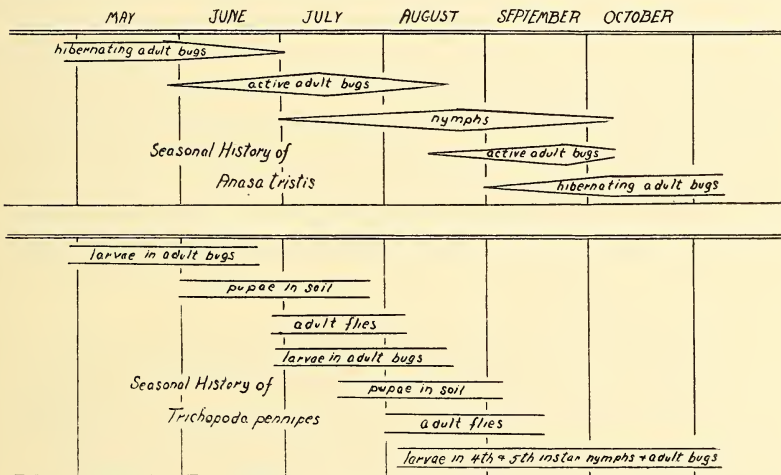 MAY JUNE JULY AUGUST SEPTEMBER OCTOBER
hibernating adult bugs
active adult bugs
nymphs
Seasonal History of
active adult bugs
Anasa tristis
hibernating adult bugs
larvae in adult bugs
pupae in soil
adult flies
larvae in adult bugs
Seasonal History of
pupae in soil
Trichopoda pennipes
adult flies
larvae in 4th & 5th instar nymphs + adult bugs